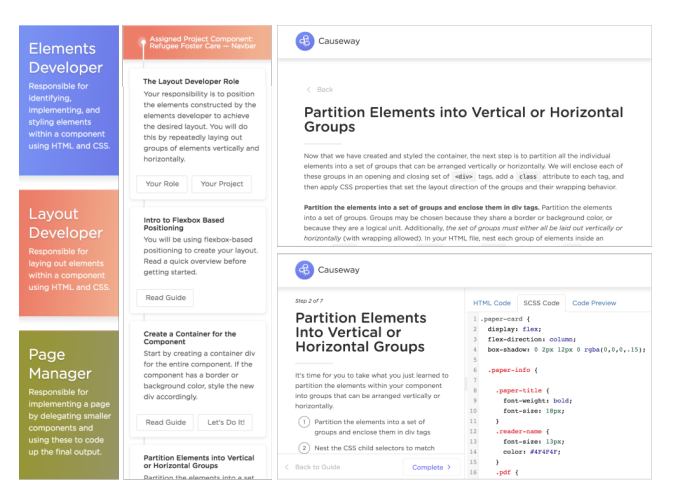 Elements
Developer
Responsible for
identifying,
implementing, and
styling elements
within a component
using HTML and CSS.
Layout
Developer
Responsible for
laying out elements
within a component
using HTML and CSS.
Page
Manager
Responsible for
implementing a page
by delegating smaller
components and
using these to code
up the final output.
Assigned Project Component:
Refugee Foster Care — Navbar
The Layout Developer Role
Your responsibility is to position
the elements constructed by the
elements developer to achieve
the desired layout. You will do
this by repeatedly laying out
groups of elements vertically and
horizontally.
Your Role Your Project
Intro to Flexbox Based
Positioning
You will be using flexbox-based
positioning to create your layout.
Read a quick overview before
getting started.
Read Guide
Create a Container for the
Component
Start by creating a container div
for the entire component. If the
component has a border or
background color, style the new
div accordingly.
Read Guide Let's Do It!
Partition Elements into Vertical
or Horizontal Groups
Partition the elements into a set
Causeway
< Back
Partition Elements into Vertical or Horizontal
Groups
Now that we have created and styled the container, the next step is to partition all the individual
elements into a set of groups that can be arranged vertically or horizontally. We will enclose each of
these groups in an opening and closing set of <div> tags, add a class attribute to each tag, and
then apply CSS properties that set the layout direction of the groups and their wrapping behavior.
Partition the elements into a set of groups and enclose them in div tags. Partition the elements
into a set of groups. Groups may be chosen because they share a border or background color, or
because they are a logical unit. Additionally, the set of groups must either all be laid out vertically or
horizontally (with wrapping allowed). In your HTML file, nest each group of elements inside an
Causeway
Step 2 of 7
Partition Elements
Into Vertical or
Horizontal Groups
It's time for you to take what you just learned to
partition the elements within your component
into groups that can be arranged vertically or
horizontally.
1 Partition the elements into a set of
groups and enclose them in div tags
2 Nest the CSS child selectors to match
< Back to Guide Complete >
HTML Code SCSS Code Code Preview
1 .paper-card {
2 display: flex;
3 flex-direction: column;
4 box-shadow: 0 2px 12px 0 rgba(0,0,0,.15);
5
6 .paper-info {
7
8 .paper-title {
9 font-weight: bold;
10 font-size: 18px;
11 }
12 .reader-name {
13 font-size: 13px;
14 color: #4F4F4F;
15 }
16 .pdf {